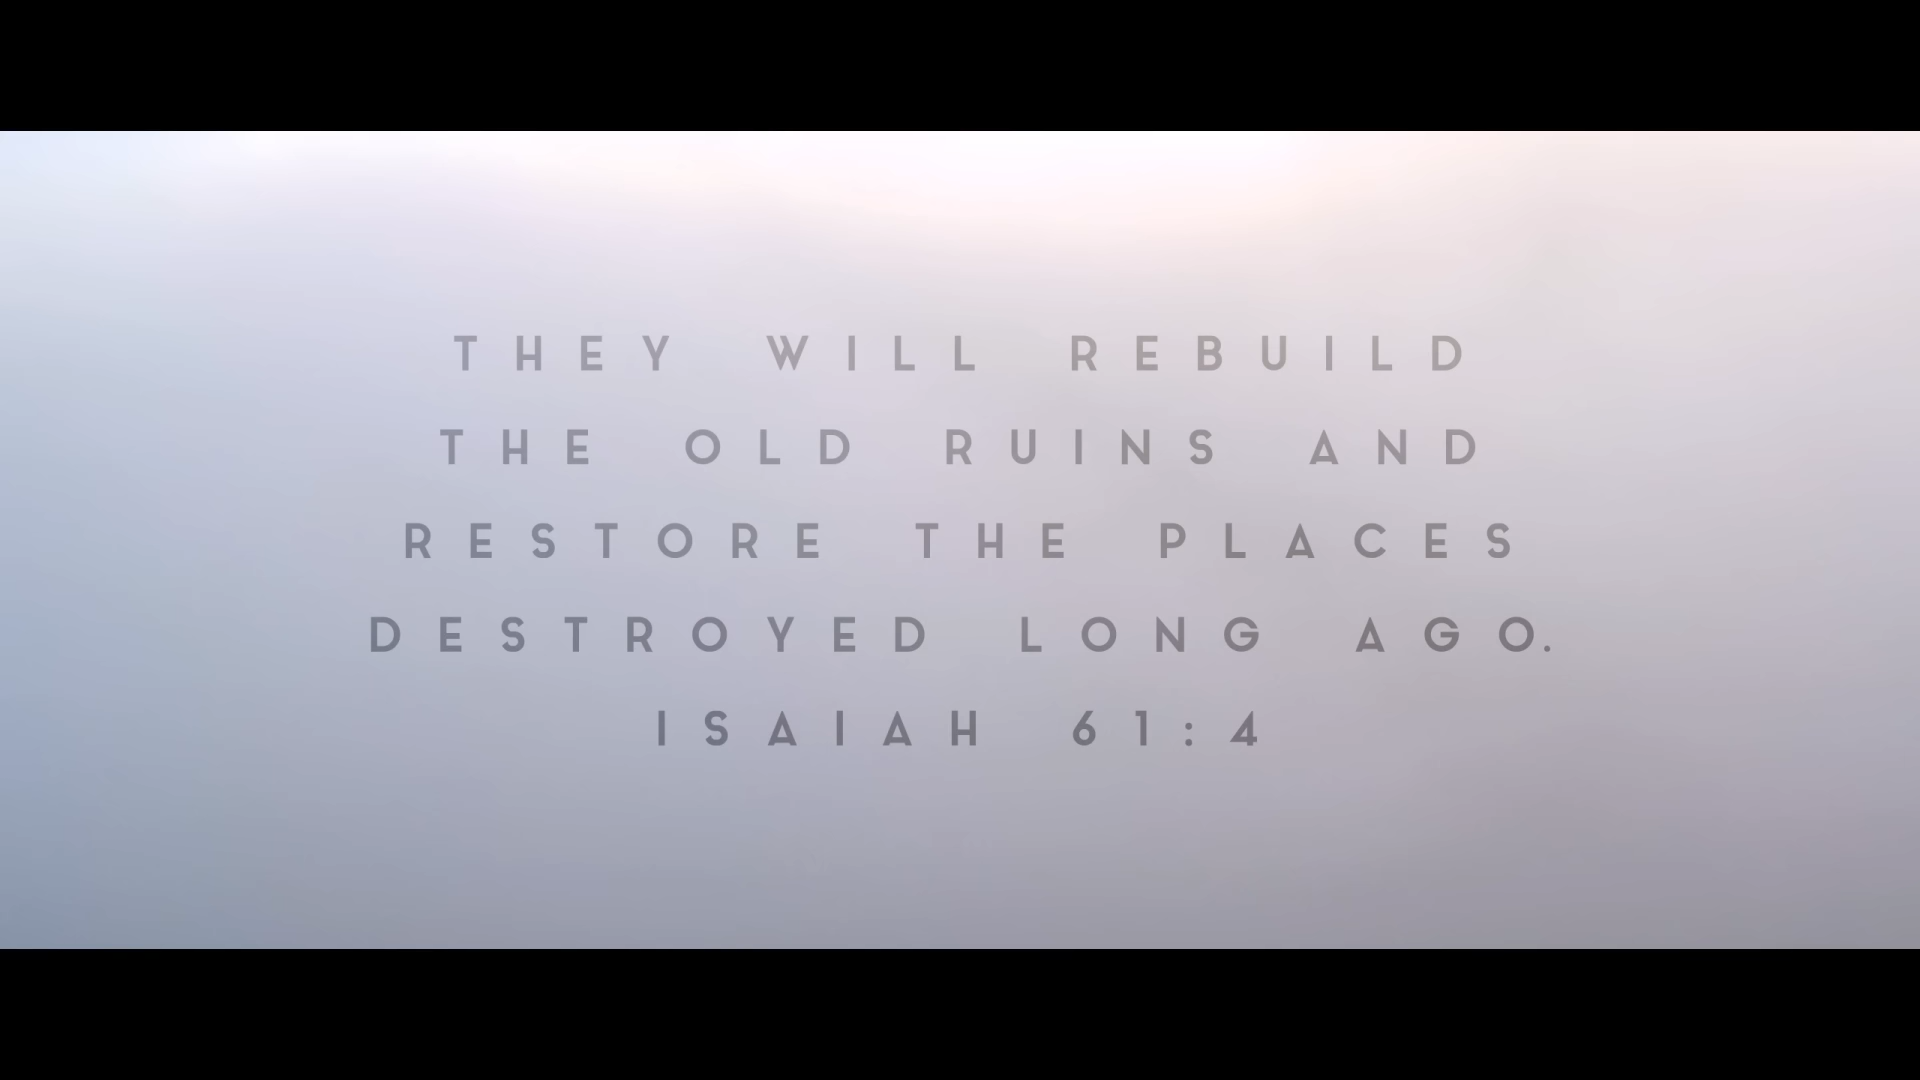 THEY WILL REBUILD
THE OLD RUINS AND
RESTORE THE PLACES
DESTROYED LONG AGO.
ISAIAH 61:4